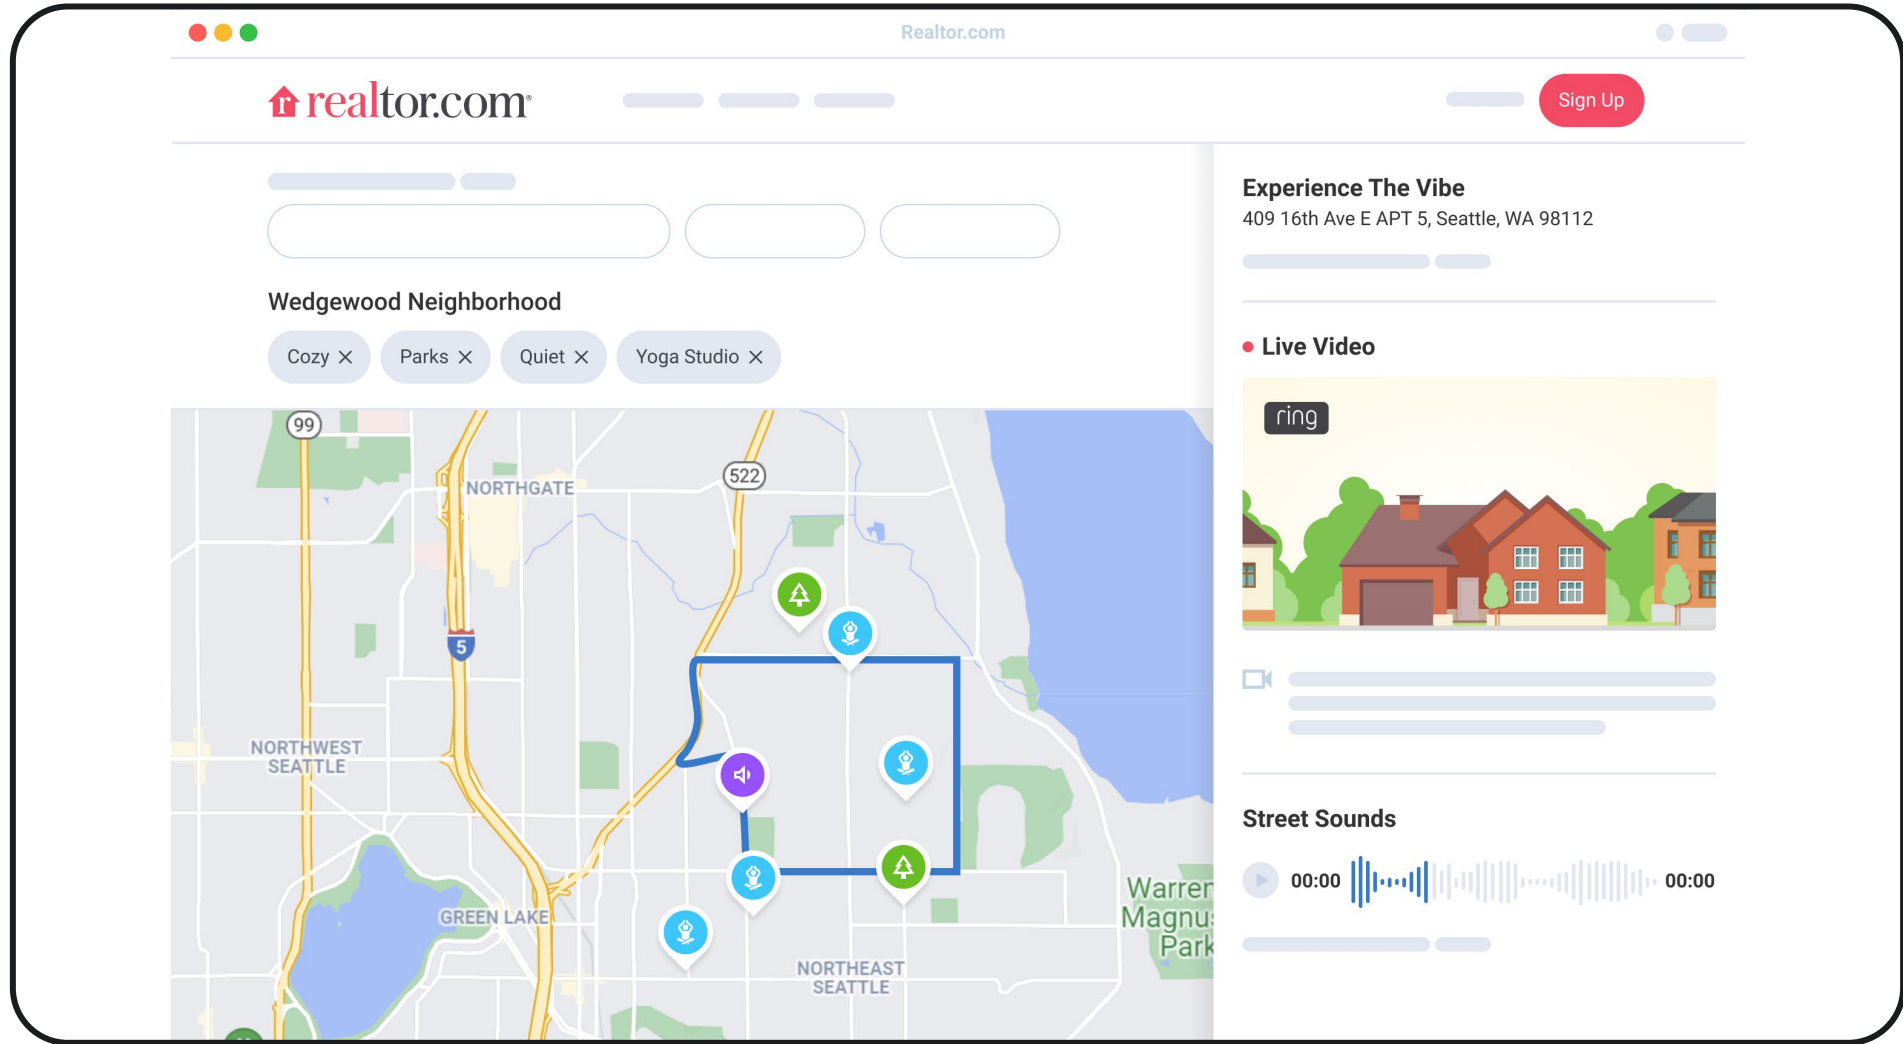 Realtor.com
realtor.com®
Sign Up
Wedgewood Neighborhood
Cozy
Parks
Quiet
Yoga Studio
99
522
NORTHGATE
5
NORTHWEST
SEATTLE
GREEN LAKE
NORTHEAST
SEATTLE
Warren
Magnus
Park
Experience The Vibe
409 16th Ave E APT 5, Seattle, WA 98112
Live Video
ring
Street Sounds
00:00
00:00